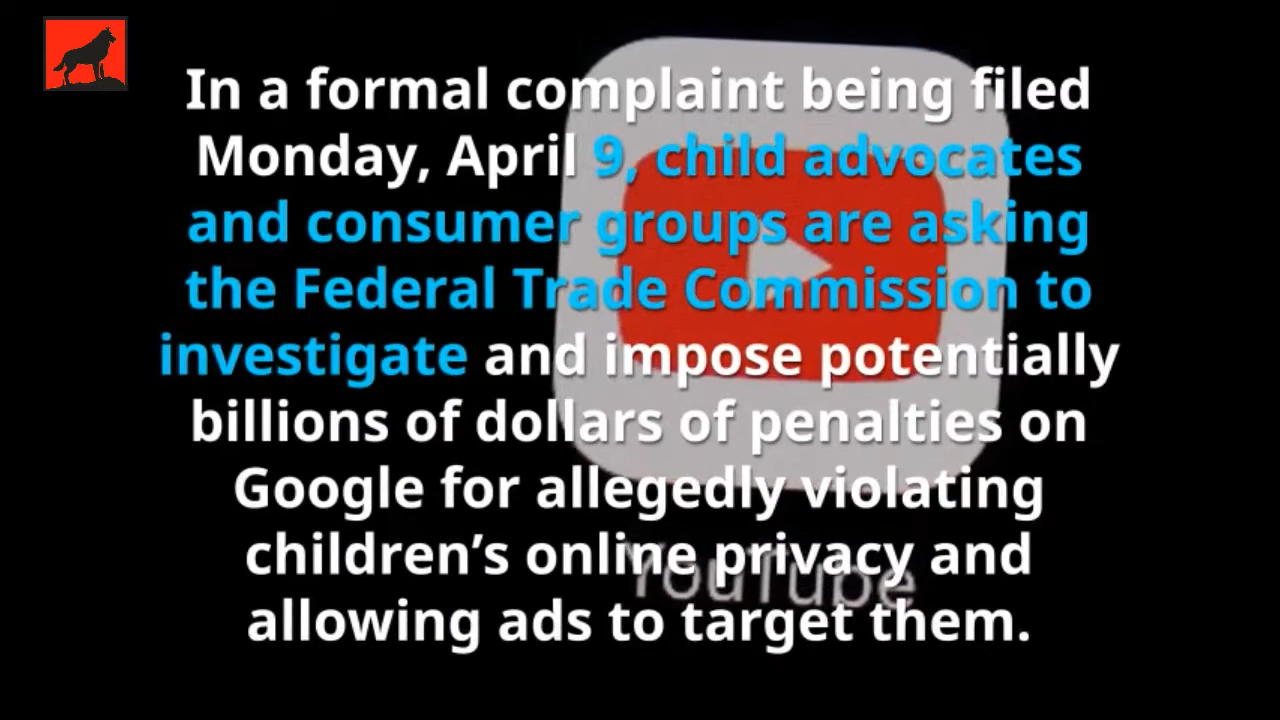 In a formal complaint being filed
Monday, April 9, child advocates
and consumer groups are asking
the Federal Trade Commission to
investigate and impose potentially
billions of dollars of penalties on
Google for allegedly violating
children’s online privacy and
allowing ads to target them.
YouTube